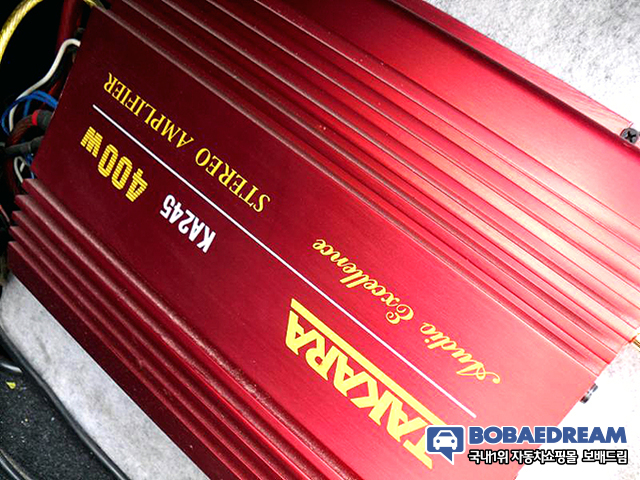 TAKARA
Audio Excellence
KA245
400W
STEREO AMPLIFIER
BOBAEDREAM
국내1위 자동차쇼핑몰 보배드림